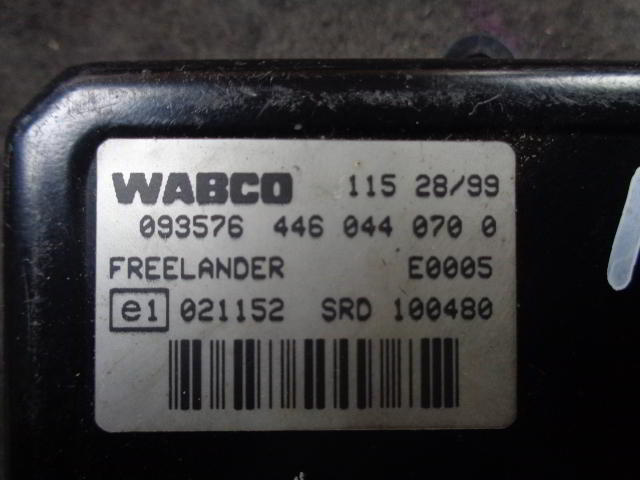 WABCO 115 28/99
093576 446 044 070 0
FREELANDER E0005
e1 021152 SRD 100480